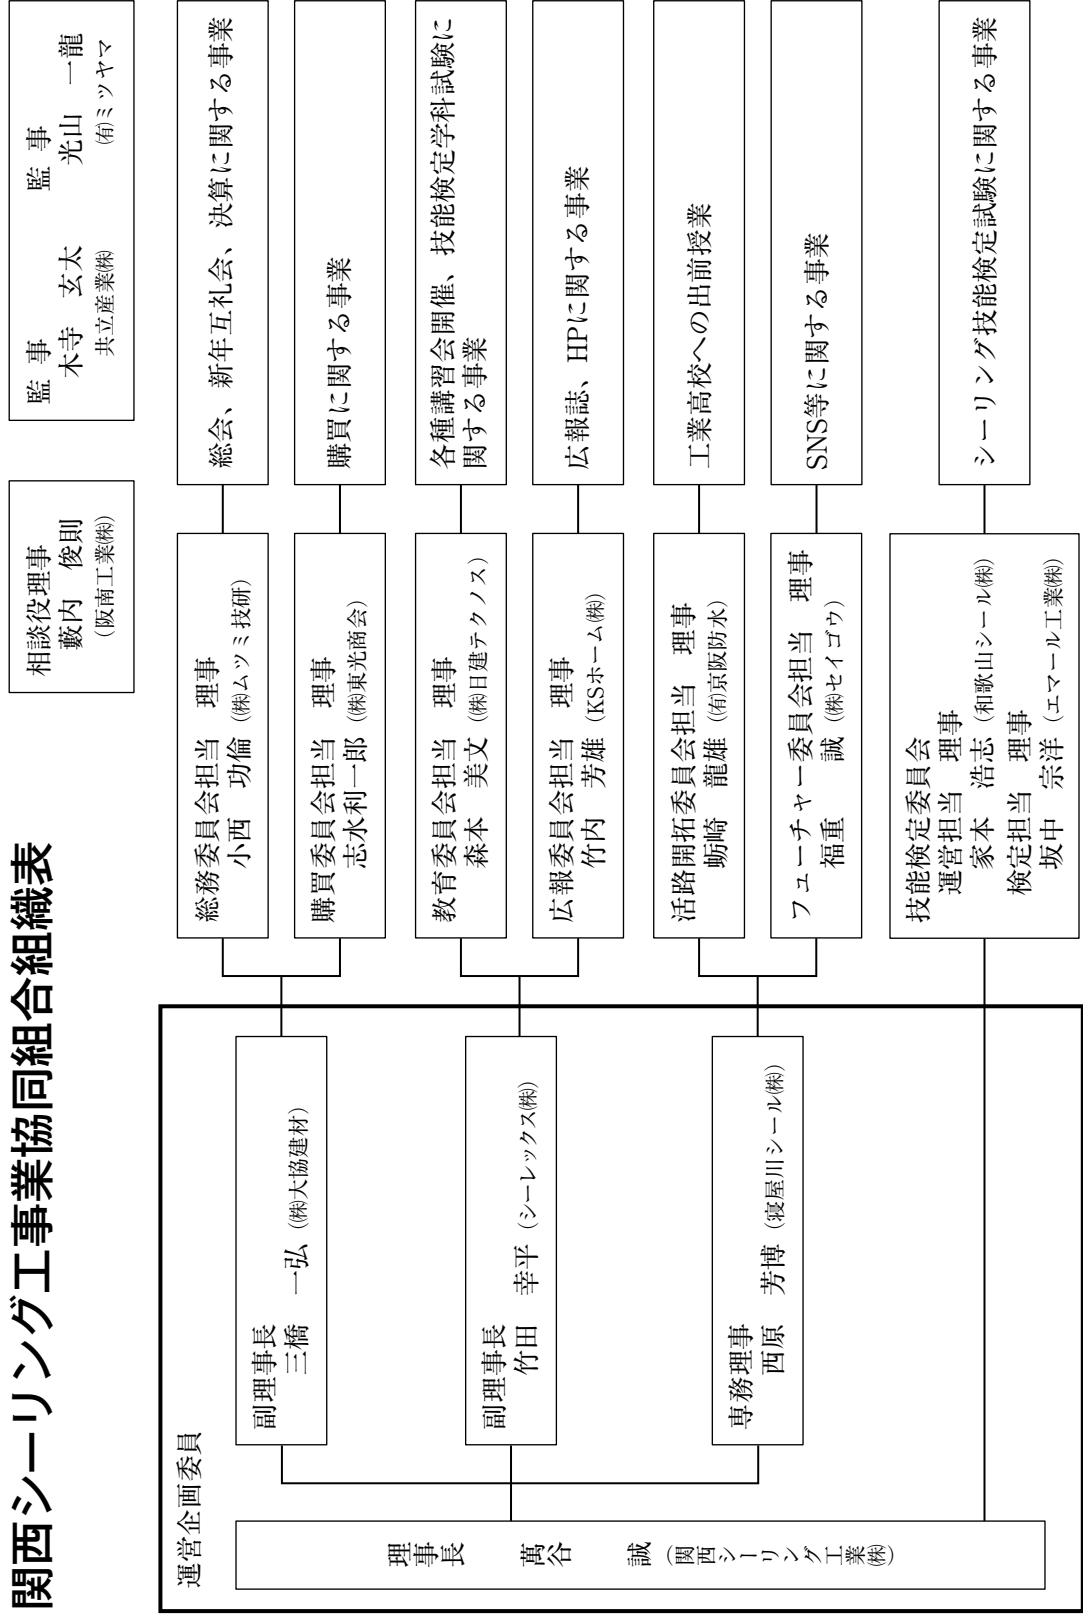 関西シーリング工事業協同組合組織表
相談役理事
藪内 俊則
(阪南工業㈱)
監 事
木寺 玄太
共立産業㈱
監 事
光山 一龍
㈲ミツヤマ
運営企画委員
理事長 萬谷 誠 (関西シーリング工業㈱)
副理事長
三橋 一弘 (㈱大協建材)
副理事長
竹田 幸平 (シーレックス㈱)
専務理事
西原 芳博 (寝屋川シール㈱)
総務委員会担当 理事
小西 功倫 (㈱ムツミ技研)
総会、新年互礼会、決算に関する事業
購買委員会担当 理事
志水利一郎 (㈱東光商会)
購買に関する事業
教育委員会担当 理事
森本 美文 (㈱日建テクノス)
各種講習会開催、技能検定学科試験に
関する事業
広報委員会担当 理事
竹内 芳雄 (KSホーム㈱)
広報誌、HPに関する事業
活路開拓委員会担当 理事
蛎崎 龍雄 (㈲京阪防水)
工業高校への出前授業
フューチャー委員会担当 理事
福重 誠 (㈱セイゴウ)
SNS等に関する事業
技能検定委員会
運営担当 理事
家本 浩志 (和歌山シール㈱)
検定担当 理事
坂中 宗洋 (エマール工業㈱)
シーリング技能検定試験に関する事業